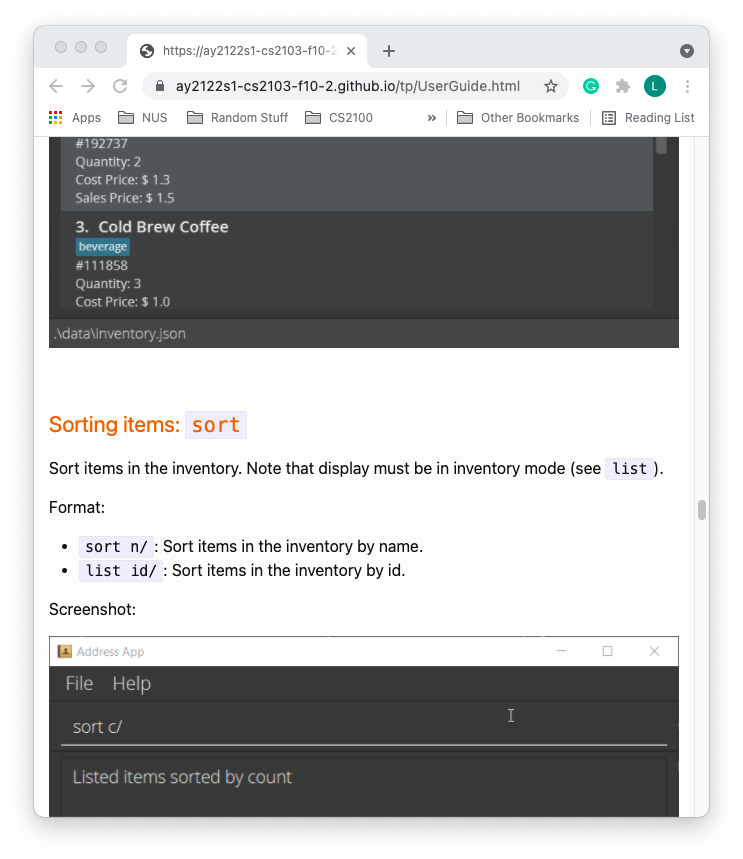 https://ay2122s1-cs2103-f10-2
ay2122s1-cs2103-f10-2.github.io/tp/UserGuide.html
L
Apps NUS Random Stuff CS2100 » Other Bookmarks Reading List
#192737
Quantity: 2
Cost Price: $ 1.3
Sales Price: $ 1.5
3. Cold Brew Coffee
beverage
#111858
Quantity: 3
Cost Price: $ 1.0
.\data\inventory.json
Sorting items: sort
Sort items in the inventory. Note that display must be in inventory mode (see list ).
Format:
• sort n/ : Sort items in the inventory by name.
• list id/ : Sort items in the inventory by id.
Screenshot:
Address App
File Help
sort c/
Listed items sorted by count